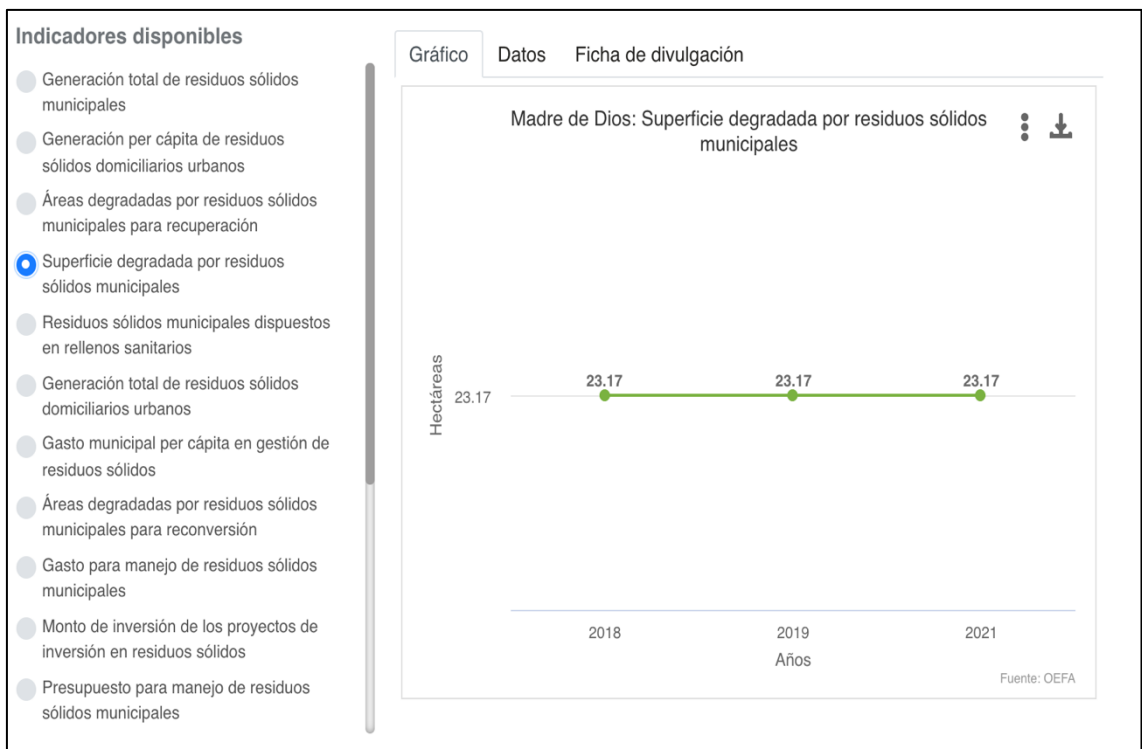 Indicadores disponibles
Generación total de residuos sólidos
municipales
Generación per cápita de residuos
sólidos domiciliarios urbanos
Áreas degradadas por residuos sólidos
municipales para recuperación
Superficie degradada por residuos
sólidos municipales
Residuos sólidos municipales dispuestos
en rellenos sanitarios
Generación total de residuos sólidos
domiciliarios urbanos
Gasto municipal per cápita en gestión de
residuos sólidos
Áreas degradadas por residuos sólidos
municipales para reconversión
Gasto para manejo de residuos sólidos
municipales
Monto de inversión de los proyectos de
inversión en residuos sólidos
Presupuesto para manejo de residuos
sólidos municipales
Gráfico Datos Ficha de divulgación
Madre de Dios: Superficie degradada por residuos sólidos
municipales
Hectáreas
23.17
23.17 23.17 23.17
2018 2019 2021
Años
Fuente: OEFA